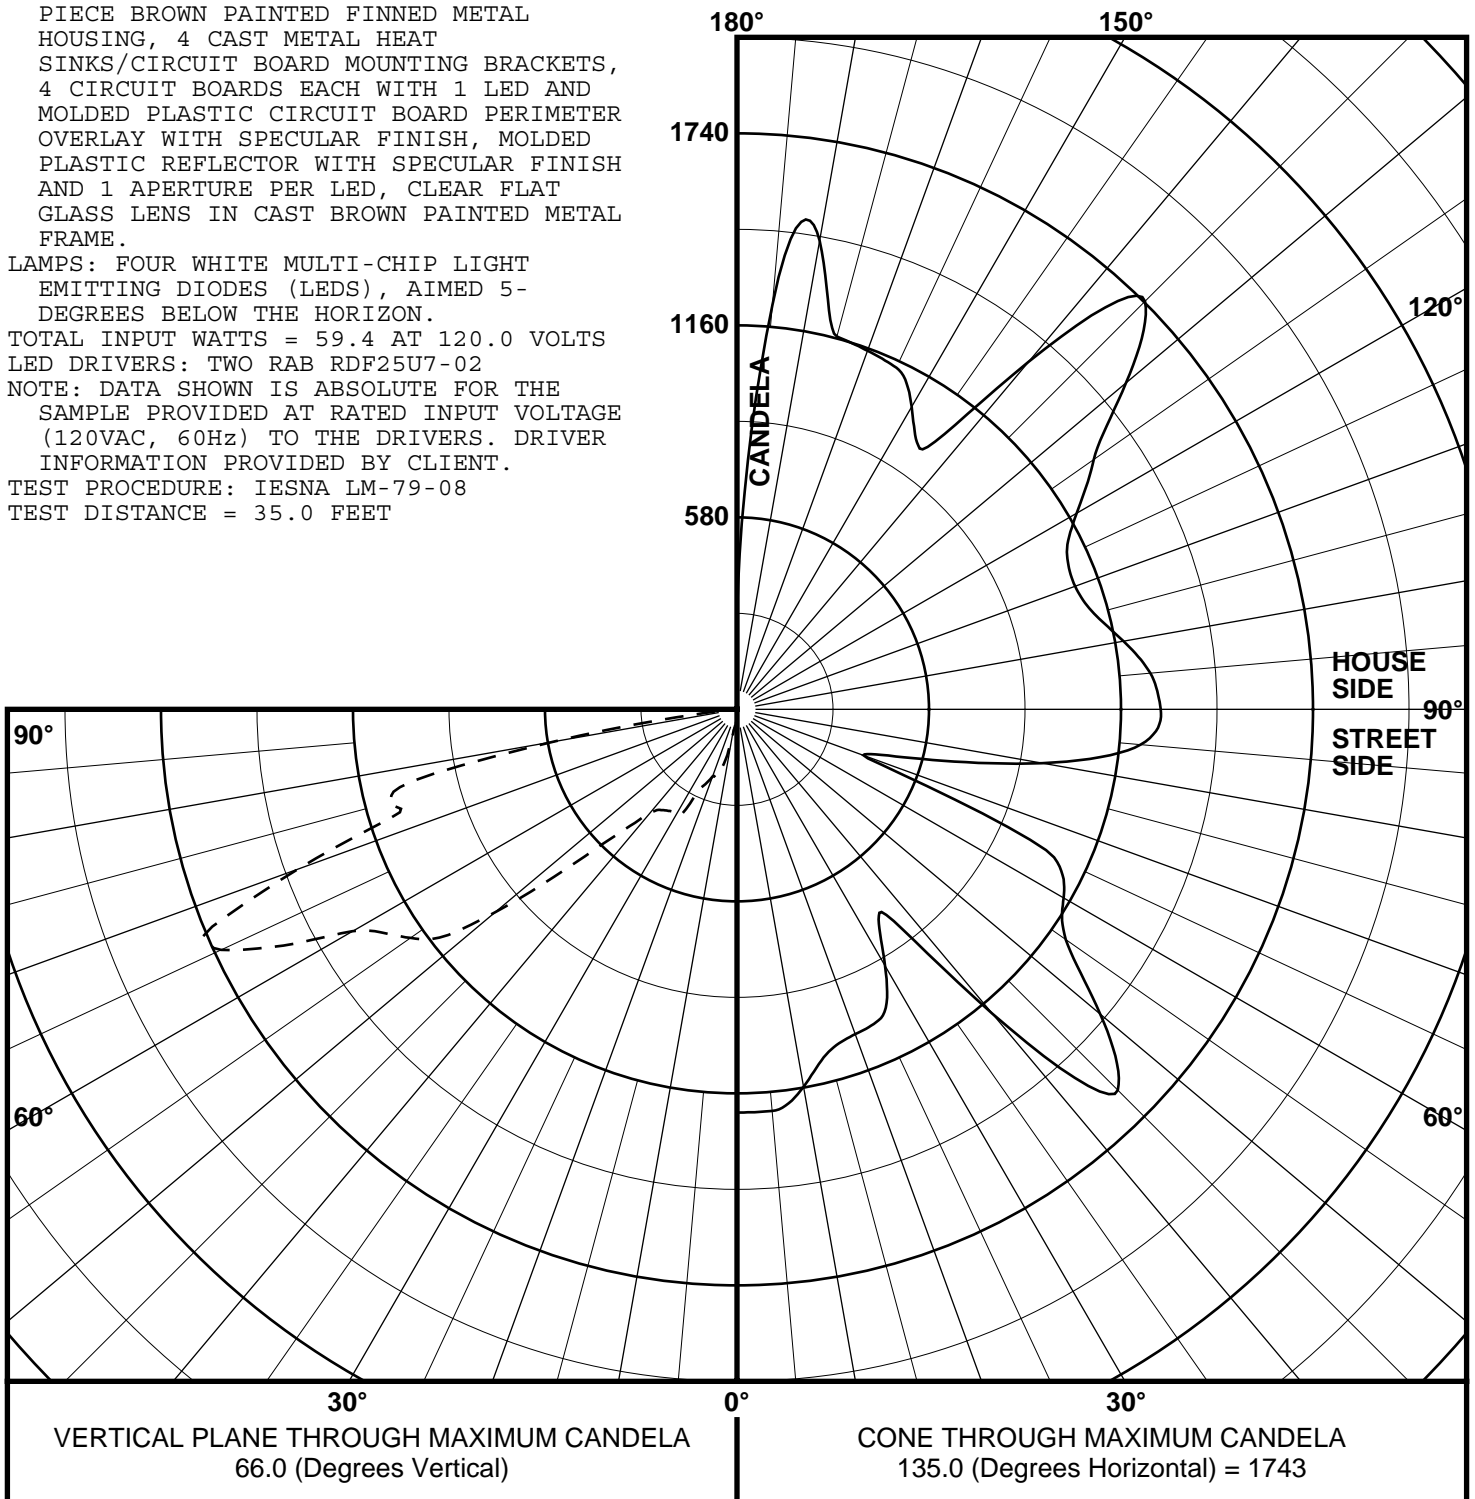 PIECE BROWN PAINTED FINNED METAL
HOUSING, 4 CAST METAL HEAT
SINKS/CIRCUIT BOARD MOUNTING BRACKETS,
4 CIRCUIT BOARDS EACH WITH 1 LED AND
MOLDED PLASTIC CIRCUIT BOARD PERIMETER
OVERLAY WITH SPECULAR FINISH, MOLDED
PLASTIC REFLECTOR WITH SPECULAR FINISH
AND 1 APERTURE PER LED, CLEAR FLAT
GLASS LENS IN CAST BROWN PAINTED METAL
FRAME.
LAMPS: FOUR WHITE MULTI-CHIP LIGHT
EMITTING DIODES (LEDS), AIMED 5-
DEGREES BELOW THE HORIZON.
TOTAL INPUT WATTS = 59.4 AT 120.0 VOLTS
LED DRIVERS: TWO RAB RDF25U7-02
NOTE: DATA SHOWN IS ABSOLUTE FOR THE
SAMPLE PROVIDED AT RATED INPUT VOLTAGE
(120VAC, 60Hz) TO THE DRIVERS. DRIVER
INFORMATION PROVIDED BY CLIENT.
TEST PROCEDURE: IESNA LM-79-08
TEST DISTANCE = 35.0 FEET
180°
150°
1740
1160
580
CANDELA
120°
HOUSE
SIDE
90°
STREET
SIDE
90°
60°
60°
30°
0°
30°
VERTICAL PLANE THROUGH MAXIMUM CANDELA
66.0 (Degrees Vertical)
CONE THROUGH MAXIMUM CANDELA
135.0 (Degrees Horizontal) = 1743